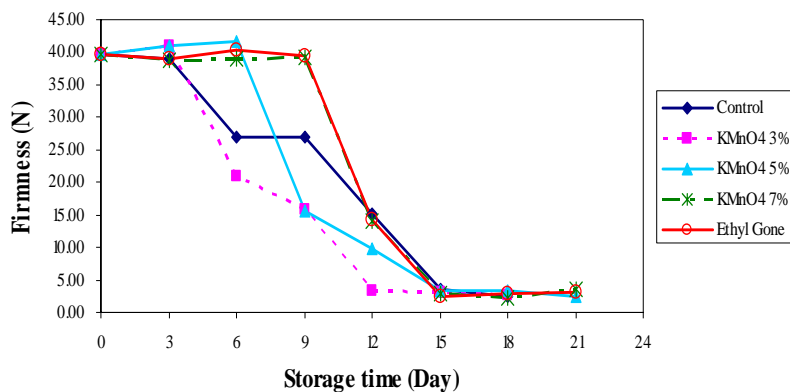 45.00
40.00
35.00
30.00
25.00
20.00
15.00
10.00
5.00
0.00
Firmness (N)
0 3 6 9 12 15 18 21 24
Storage time (Day)
Control
KMnO4 3%
KMnO4 5%
KMnO4 7%
Ethyl Gone